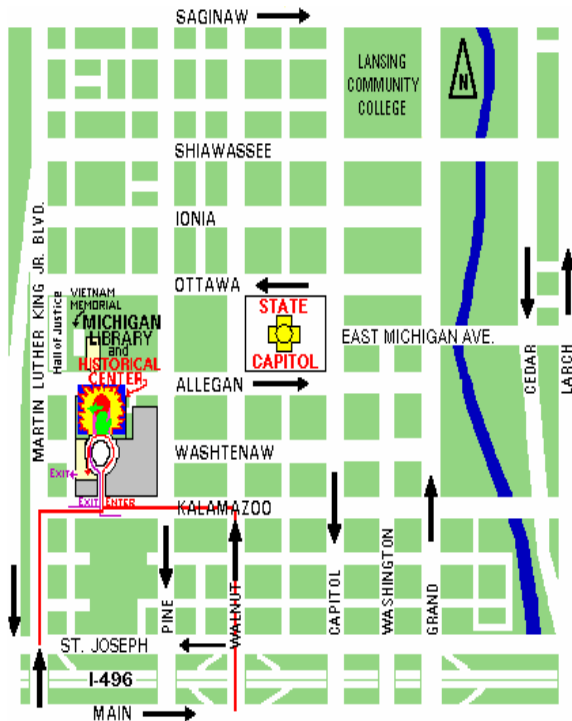 SAGINAW
LANSING
COMMUNITY
COLLEGE
N
SHIAWASSEE
MARTIN LUTHER KING JR. BLVD.
IONIA
OTTAWA
VIETNAM
MEMORIAL
Hall of Justice
MICHIGAN
LIBRARY
and
HISTORICAL
CENTER
STATE
CAPITOL
EAST MICHIGAN AVE.
CEDAR
LARCH
ALLEGAN
WASHTENAW
EXIT
EXIT ENTER
KALAMAZOO
PINE
WALNUT
CAPITOL
WASHINGTON
GRAND
ST. JOSEPH
I-496
MAIN